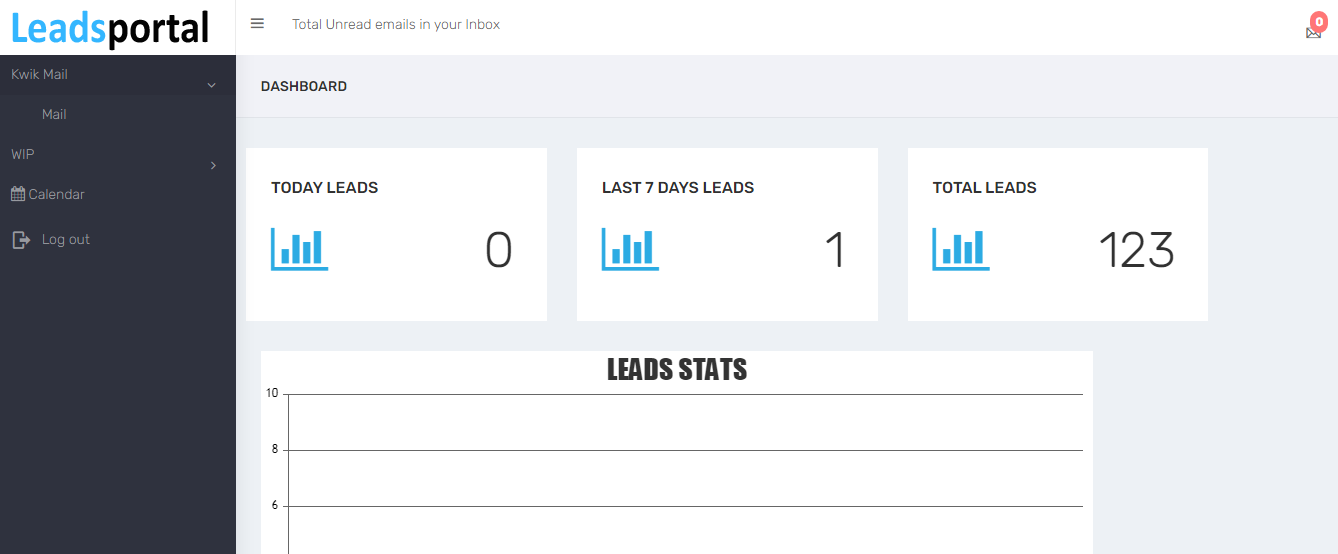 Leadsportal
Total Unread emails in your Inbox
0
Kwik Mail
Mail
WIP
Calendar
Log out
DASHBOARD
TODAY LEADS
0
LAST 7 DAYS LEADS
1
TOTAL LEADS
123
LEADS STATS
10
8
6